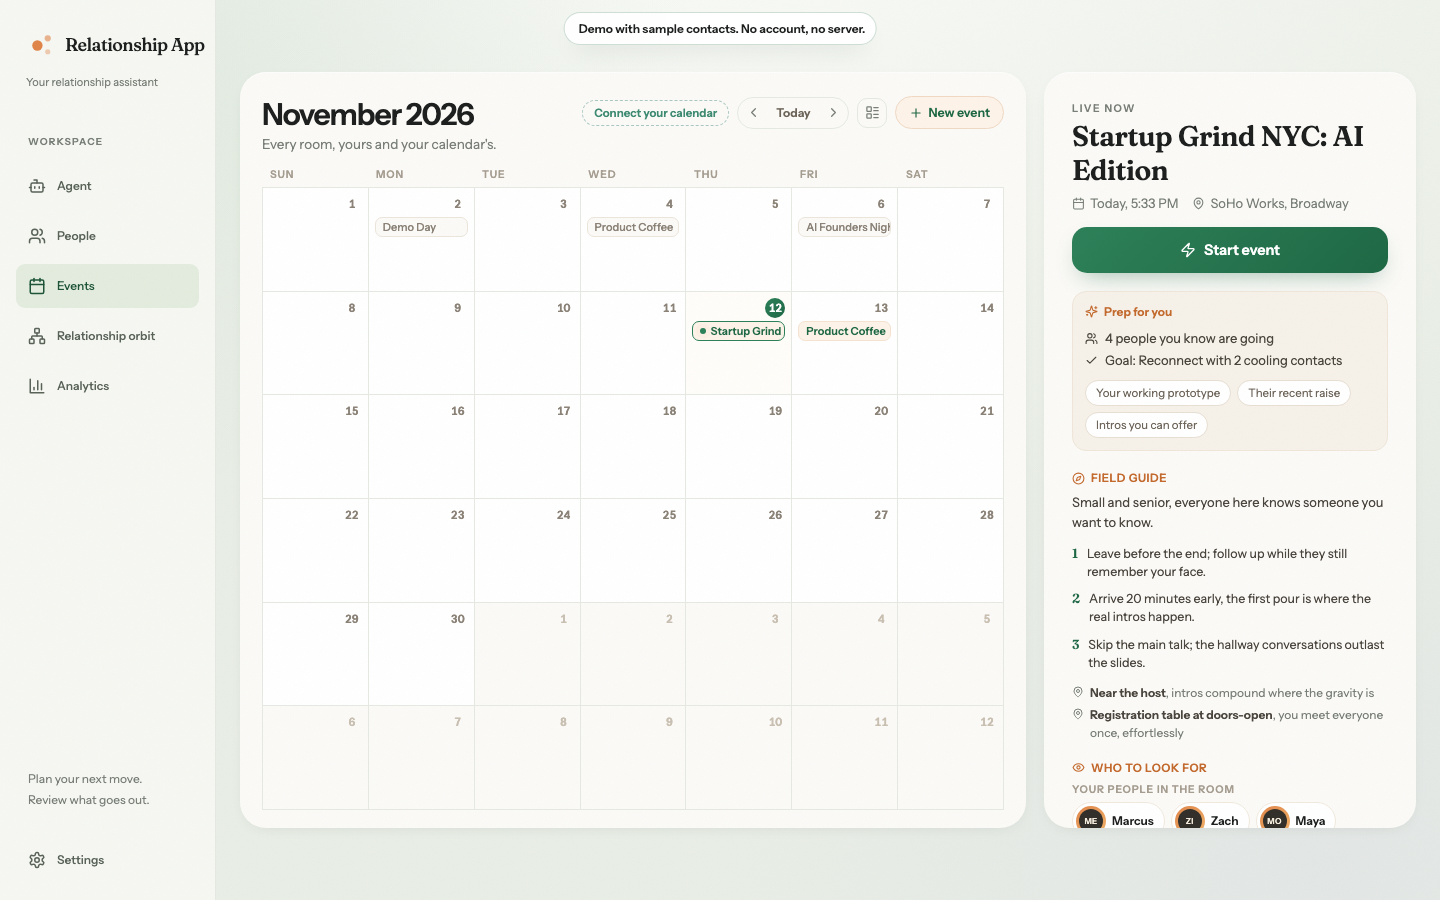 Relationship App
Your relationship assistant
WORKSPACE
Agent
People
Events
Relationship orbit
Analytics
Plan your next move.
Review what goes out.
Settings
Demo with sample contacts. No account, no server.
November 2026
Every room, yours and your calendar's.
Connect your calendar
Today
New event
SUN MON TUE WED THU FRI SAT
1 2 3 4 5 6 7
Demo Day Product Coffee AI Founders Nigh
8 9 10 11 12 13 14
Startup Grind Product Coffee
15 16 17 18 19 20 21
22 23 24 25 26 27 28
29 30 1 2 3 4 5
6 7 8 9 10 11 12
LIVE NOW
Startup Grind NYC: AI
Edition
Today, 5:33 PM SoHo Works, Broadway
Start event
Prep for you
4 people you know are going
Goal: Reconnect with 2 cooling contacts
Your working prototype Their recent raise
Intros you can offer
FIELD GUIDE
Small and senior, everyone here knows someone you
want to know.
1 Leave before the end; follow up while they still
remember your face.
2 Arrive 20 minutes early, the first pour is where the
real intros happen.
3 Skip the main talk; the hallway conversations outlast
the slides.
Near the host, intros compound where the gravity is
Registration table at doors-open, you meet everyone
once, effortlessly
WHO TO LOOK FOR
YOUR PEOPLE IN THE ROOM
ME Marcus ZI Zach MO Maya